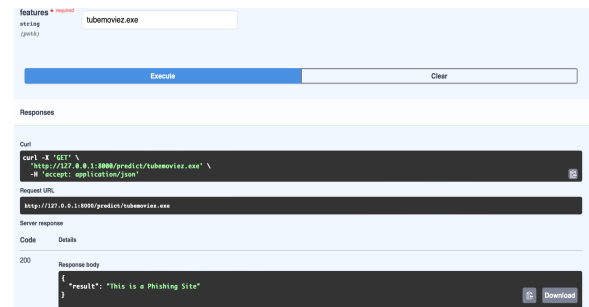 features * required
string
(path)
tubemoviez.exe
Execute
Clear
Responses
Curl
curl -X 'GET' \
'http://127.0.0.1:8000/predict/tubemoviez.exe' \
-H 'accept: application/json'
Request URL
http://127.0.0.1:8000/predict/tubemoviez.exe
Server response
Code Details
200
Response body
{
"result": "This is a Phishing Site"
}
Download